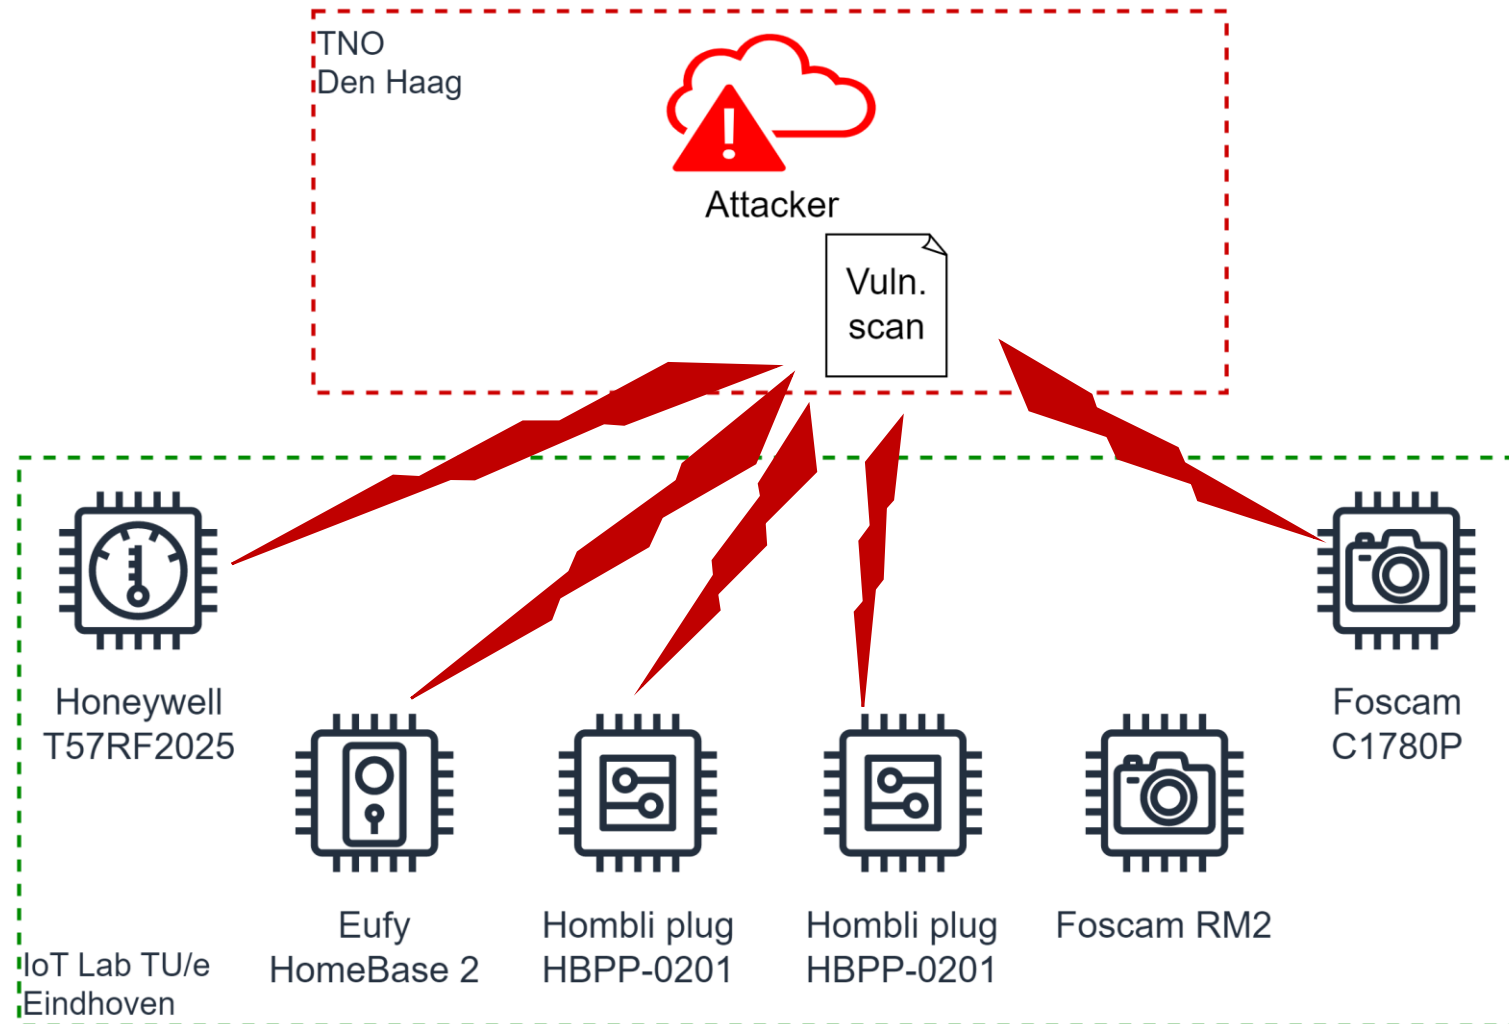 TNO
Den Haag
Attacker
Vuln.
scan
Honeywell
T57RF2025
Foscam
C1780P
Eufy
HomeBase 2
Hombli plug
HBPP-0201
Hombli plug
HBPP-0201
Foscam RM2
IoT Lab TU/e
Eindhoven